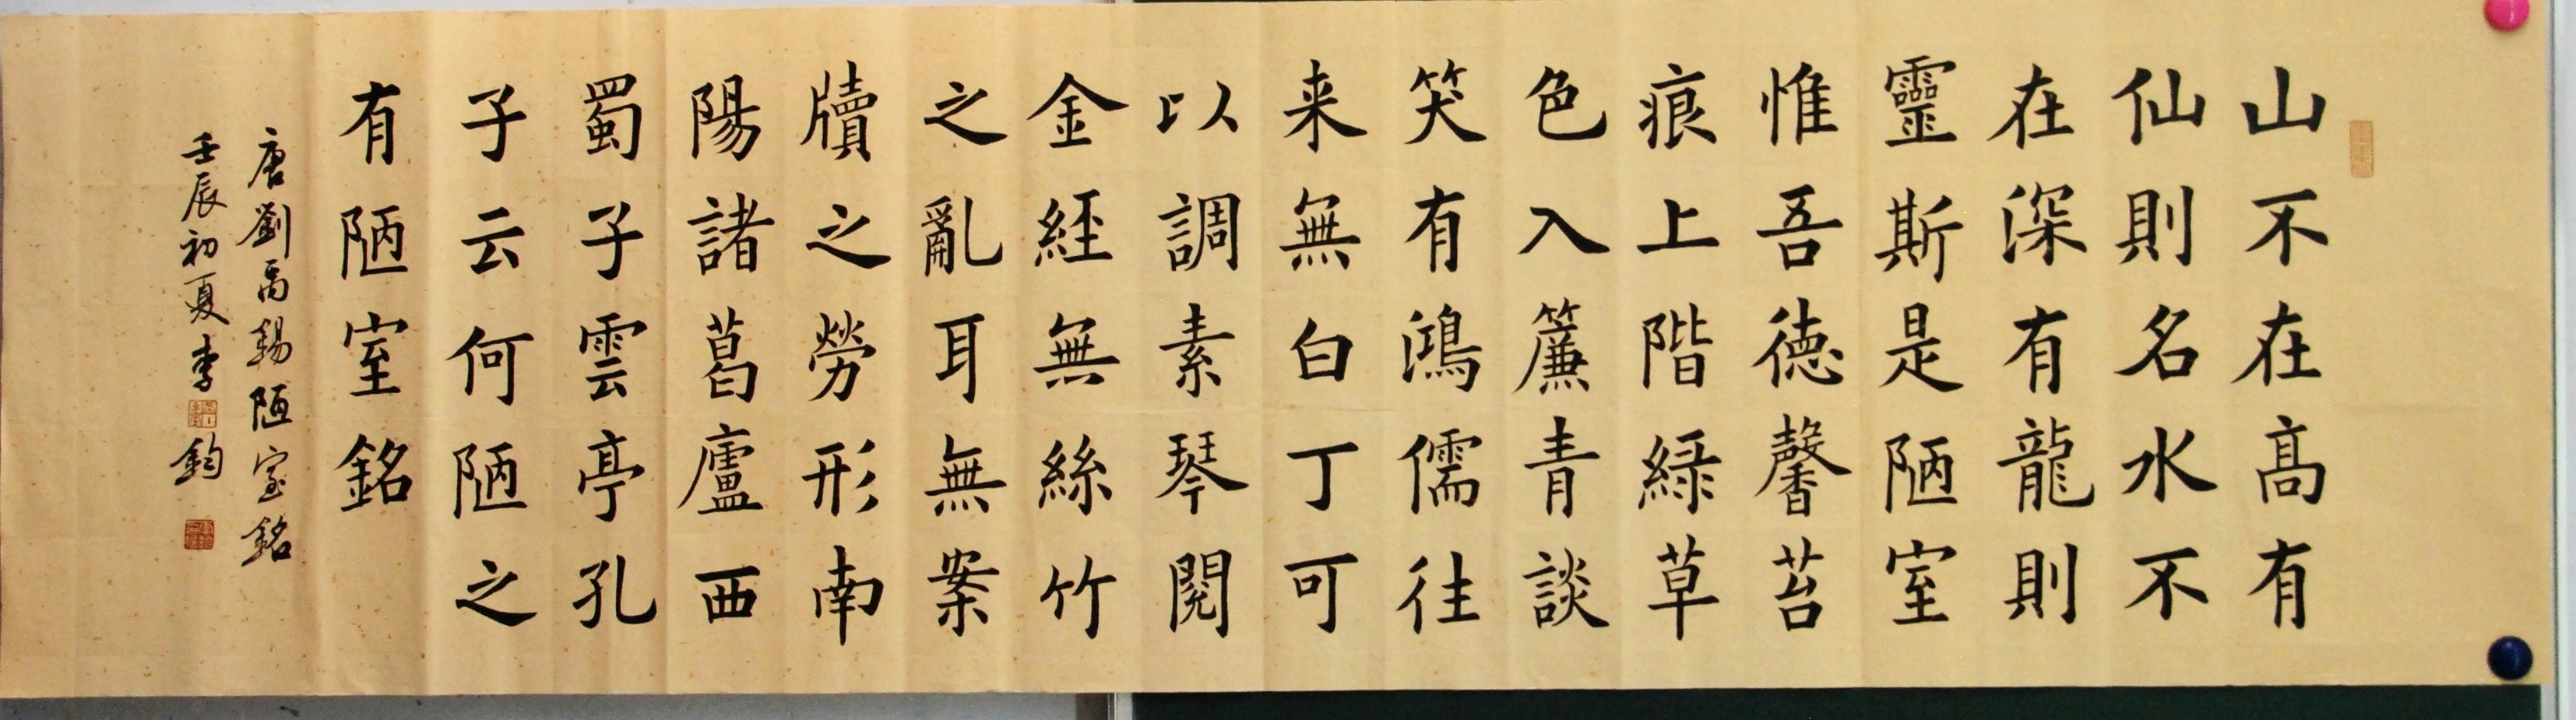 山不在高有
仙則名水不
在深有龍則
靈斯是陋室
惟吾德馨苔
痕上階綠草
色入簾青談
笑有鴻儒往
来無白丁可
以調素琴閱
金經無絲竹
之亂耳無案
牘之勞形南
陽諸葛廬西
蜀子雲亭孔
子云何陋之
有陋室銘
唐劉禹錫陋室銘
壬辰初夏李鈞